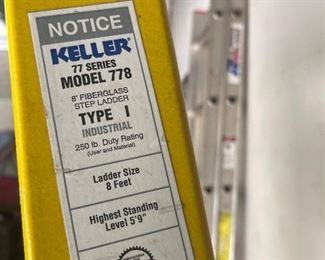 NOTICE
KELLER
77 SERIES
MODEL 778
8' FIBERGLASS
STEP LADDER
TYPE I
INDUSTRIAL
250 lb. Duty Rating
(User and Material)
Ladder Size
8 Feet
Highest Standing
Level 5'9"